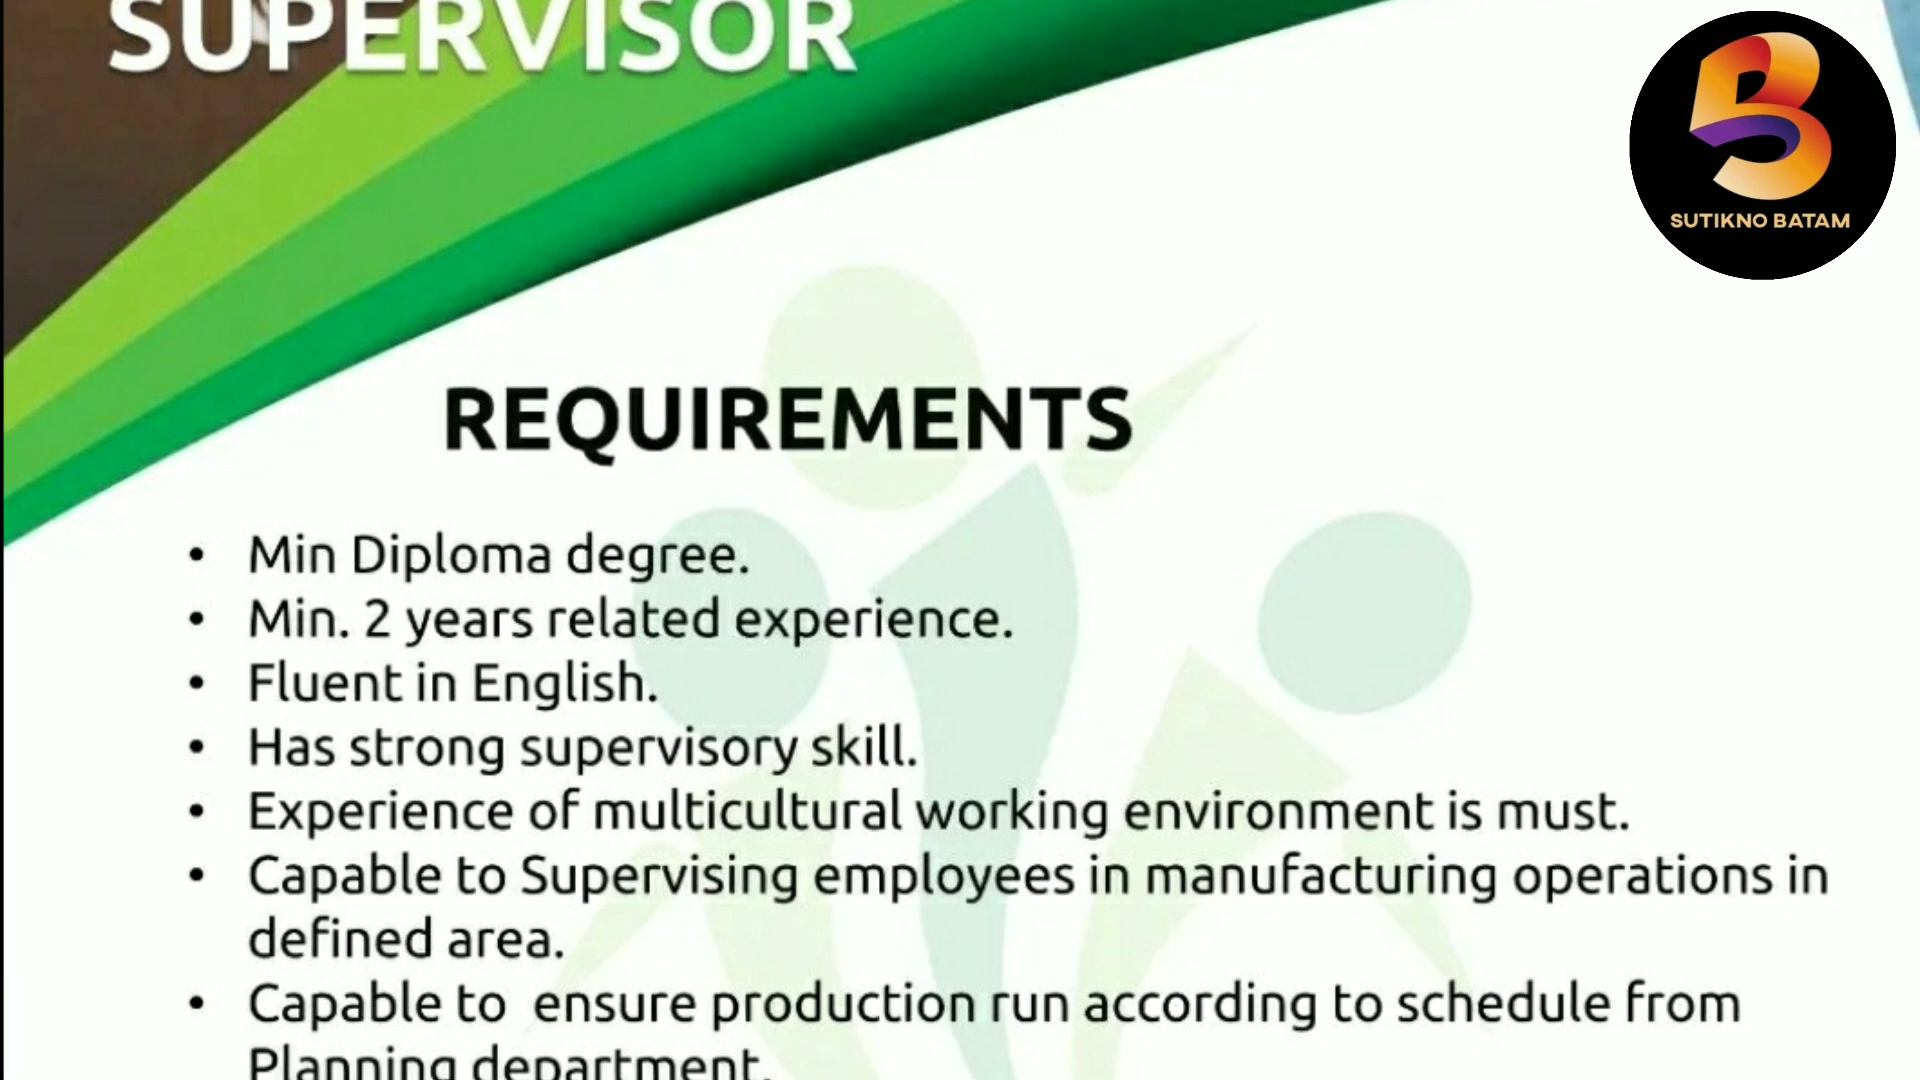 SUPERVISOR
SUTIKNO BATAM
REQUIREMENTS
• Min Diploma degree.
• Min. 2 years related experience.
• Fluent in English.
• Has strong supervisory skill.
• Experience of multicultural working environment is must.
• Capable to Supervising employees in manufacturing operations in
defined area.
• Capable to  ensure production run according to schedule from
Planning department.